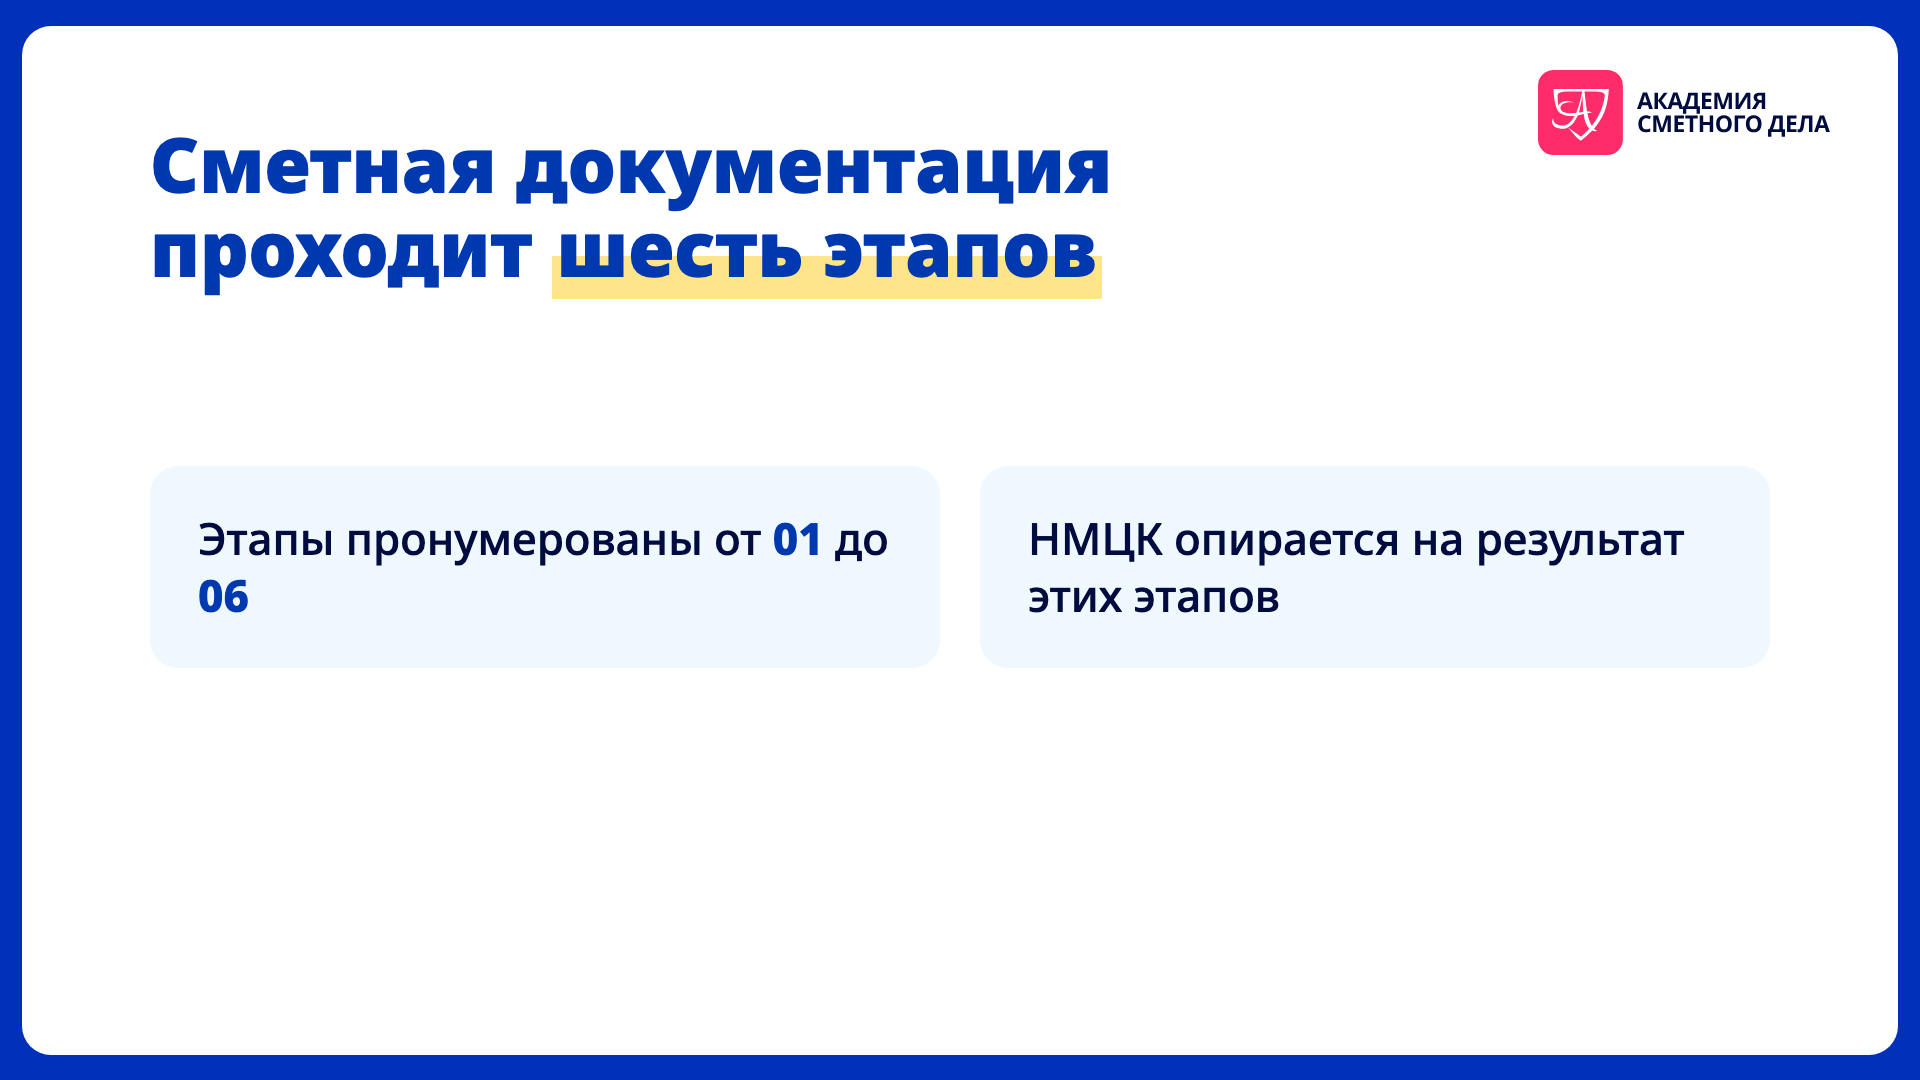 АКАДЕМИЯ
СМЕТНОГО ДЕЛА
Сметная документация
проходит шесть этапов
Этапы пронумерованы от 01 до
06
НМЦК опирается на результат
этих этапов